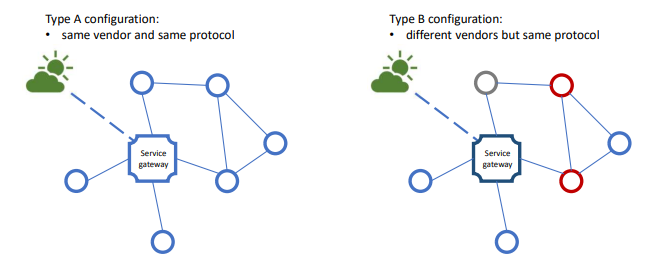 Type A configuration:
• same vendor and same protocol
Service
gateway
Type B configuration:
• different vendors but same protocol
Service
gateway